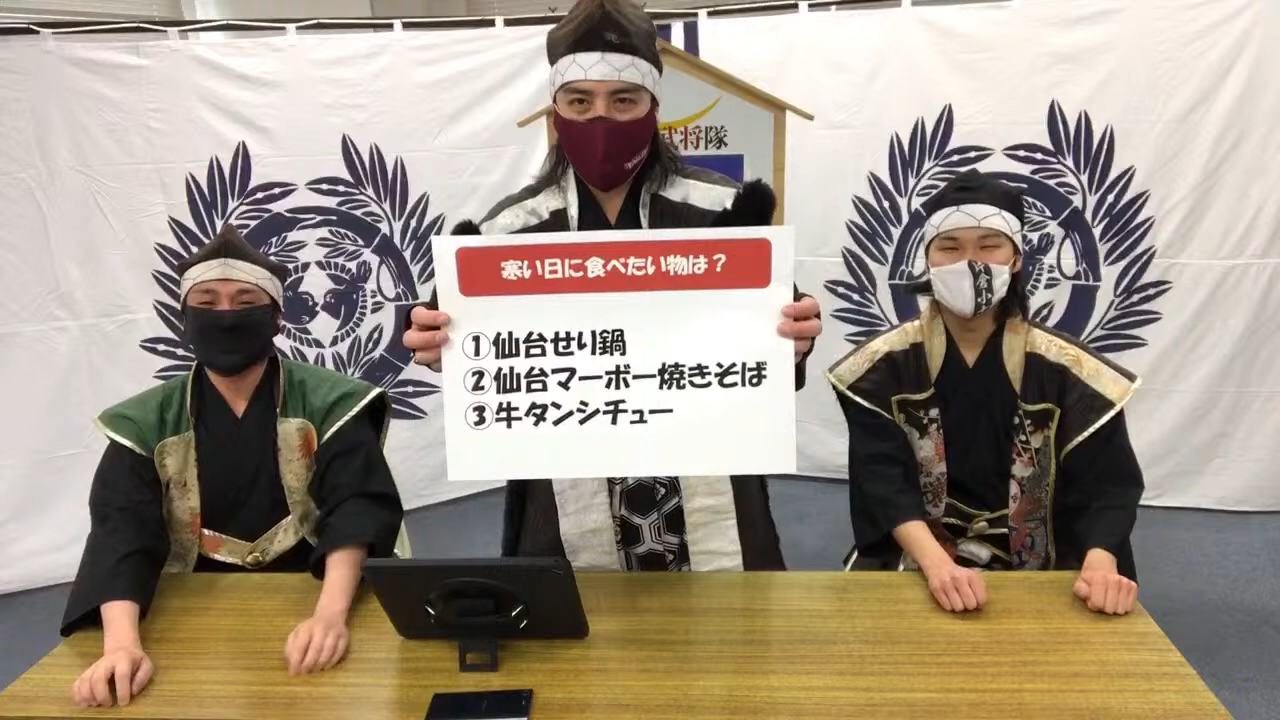 武将隊
寒い日に食べたい物は？
①仙台せり鍋
②仙台マーボー焼きそば
③牛タンシチュー